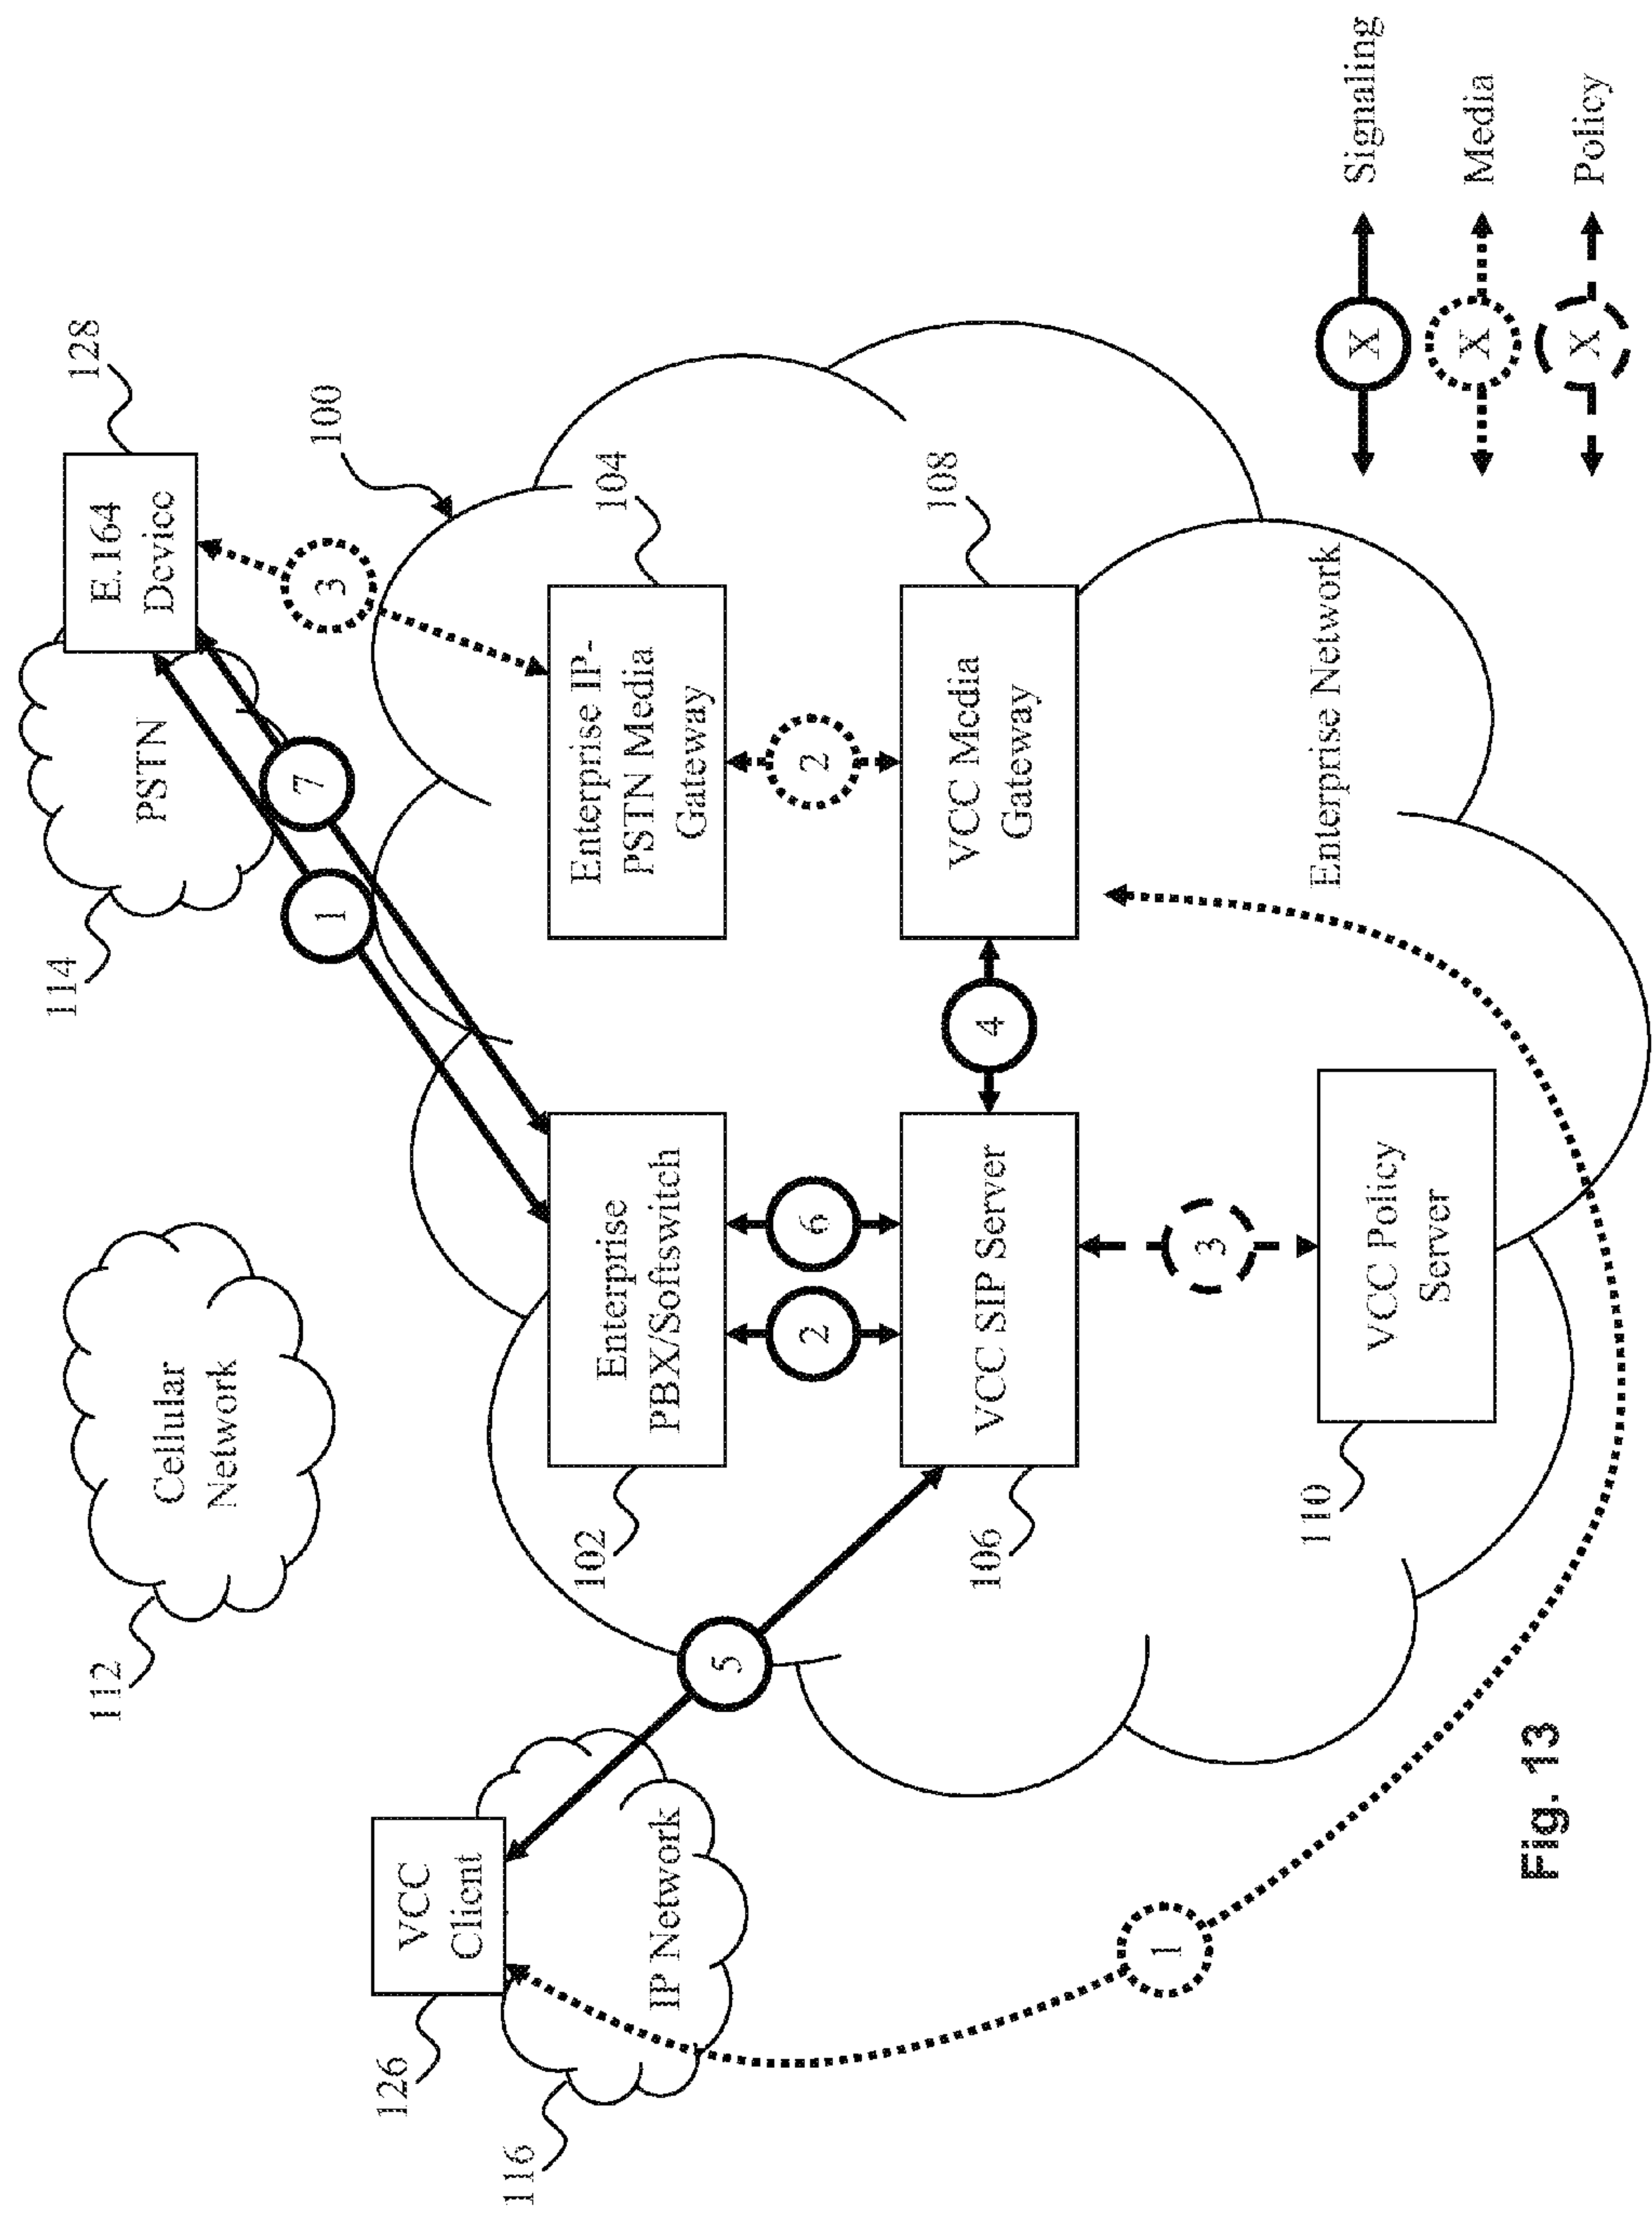 112
Cellular
Network
114
PSTN
E.164
Device
128
126
VCC
Client
1
7
3
100
116
IP Network
5
102
Enterprise
PBX/Softswitch
Enterprise IP-
PSTN Media
Gateway
104
2
6
2
106
VCC SIP Server
4
VCC Media
Gateway
108
1
3
110
VCC Policy
Server
Enterprise Network
X
Signaling
X
Media
X
Policy
Fig. 13